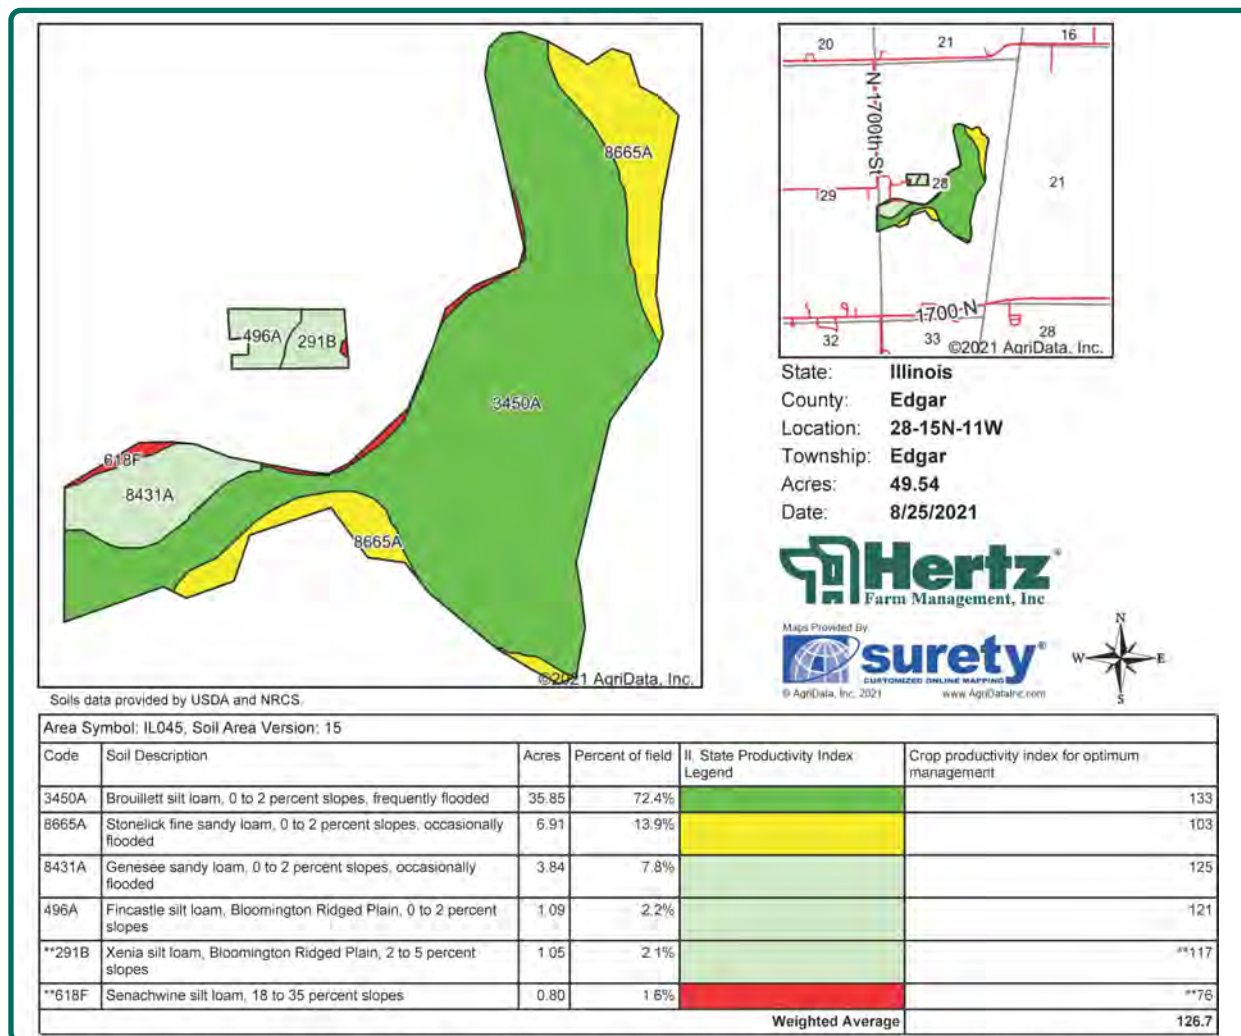 8665A
496A
291B
3450A
618F
8431A
8665A
©2021 AgriData, Inc.
20
21
16
N 1700th St
28
29
21
1700 N
32
33
28
©2021 AgriData, Inc.
State: Illinois
County: Edgar
Location: 28-15N-11W
Township: Edgar
Acres: 49.54
Date: 8/25/2021
Hertz®
Farm Management, Inc
Maps Provided By:
surety®
CUSTOMIZED ONLINE MAPPING
© AgriData, Inc. 2021 www.AgriDataInc.com
N
W E
S
Soils data provided by USDA and NRCS.
Area Symbol: IL045, Soil Area Version: 15
Code Soil Description Acres Percent of field II. State Productivity Index Legend Crop productivity index for optimum management
3450A Brouillett silt loam, 0 to 2 percent slopes, frequently flooded 35.85 72.4% 133
8665A Stonelick fine sandy loam, 0 to 2 percent slopes, occasionally flooded 6.91 13.9% 103
8431A Genesee sandy loam, 0 to 2 percent slopes, occasionally flooded 3.84 7.8% 125
496A Fincastle silt loam, Bloomington Ridged Plain, 0 to 2 percent slopes 1.09 2.2% 121
**291B Xenia silt loam, Bloomington Ridged Plain, 2 to 5 percent slopes 1.05 2.1% **117
**618F Senachwine silt loam, 18 to 35 percent slopes 0.80 1.6% **76
Weighted Average 126.7